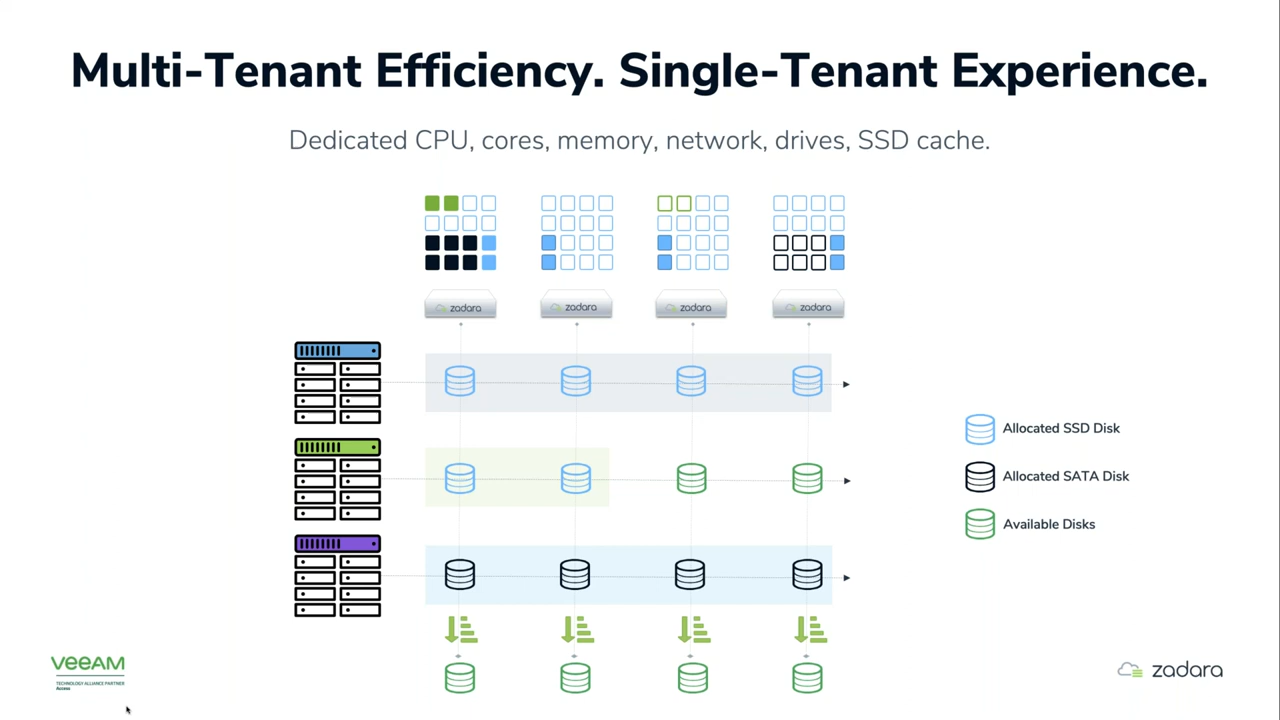 Multi-Tenant Efficiency. Single-Tenant Experience.
Dedicated CPU, cores, memory, network, drives, SSD cache.
zadara
zadara
zadara
zadara
Allocated SSD Disk
Allocated SATA Disk
Available Disks
veeAM
TECHNOLOGY ALLIANCE PARTNER
Access
zadara